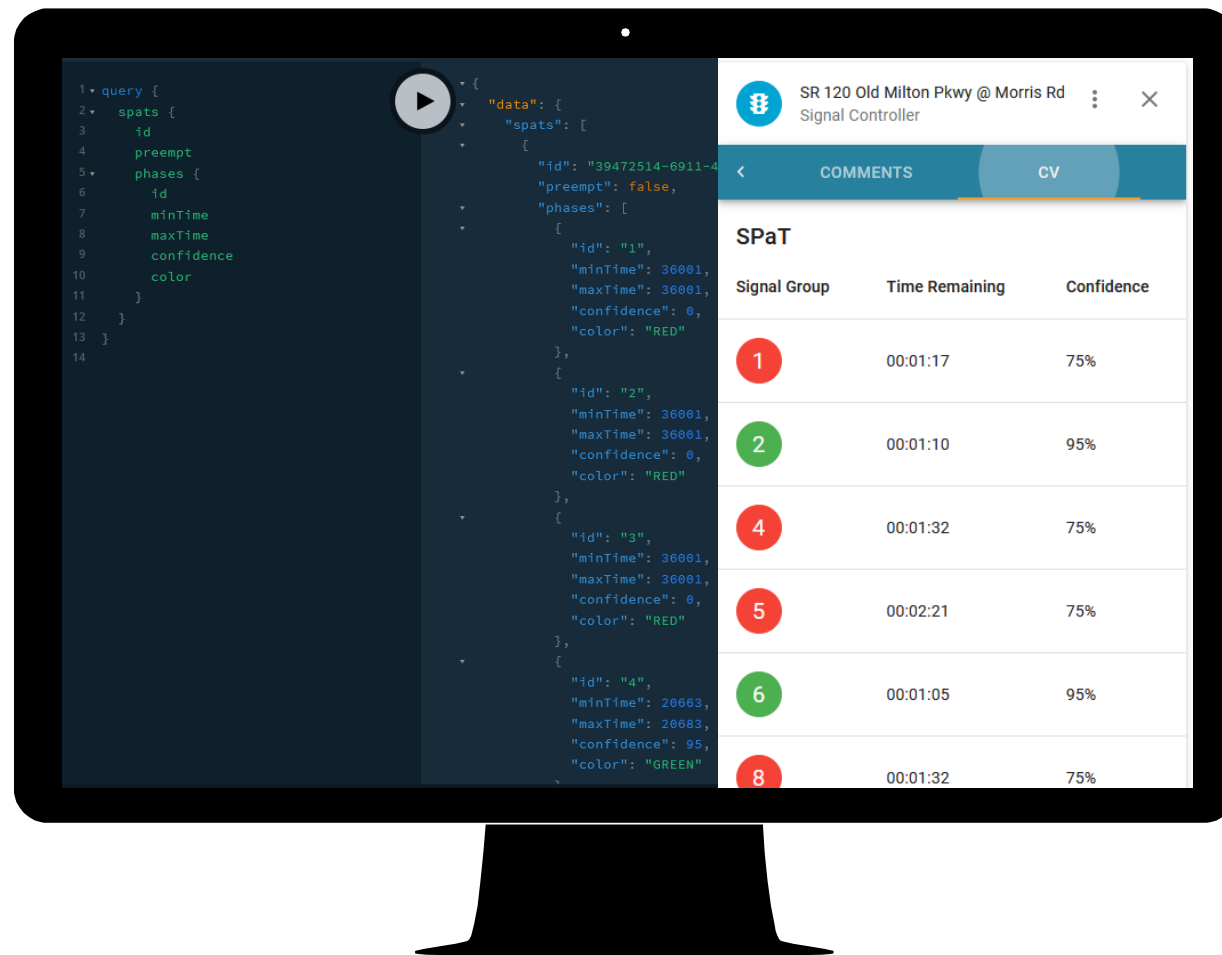 1 query {
2 spats {
3 id
4 preempt
5 phases {
6 id
7 minTime
8 maxTime
9 confidence
10 color
11 }
12 }
13 }
14
{
"data": {
"spats": [
{
"id": "39472514-6911-4
"preempt": false,
"phases": [
{
"id": "1",
"minTime": 36001,
"maxTime": 36001,
"confidence": 0,
"color": "RED"
},
{
"id": "2",
"minTime": 36001,
"maxTime": 36001,
"confidence": 0,
"color": "RED"
},
{
"id": "3",
"minTime": 36001,
"maxTime": 36001,
"confidence": 0,
"color": "RED"
},
{
"id": "4",
"minTime": 20663,
"maxTime": 20683,
"confidence": 95,
"color": "GREEN"
}
SR 120 Old Milton Pkwy @ Morris Rd
Signal Controller
COMMENTS CV
SPaT
Signal Group Time Remaining Confidence
1 00:01:17 75%
2 00:01:10 95%
4 00:01:32 75%
5 00:02:21 75%
6 00:01:05 95%
8 00:01:32 75%